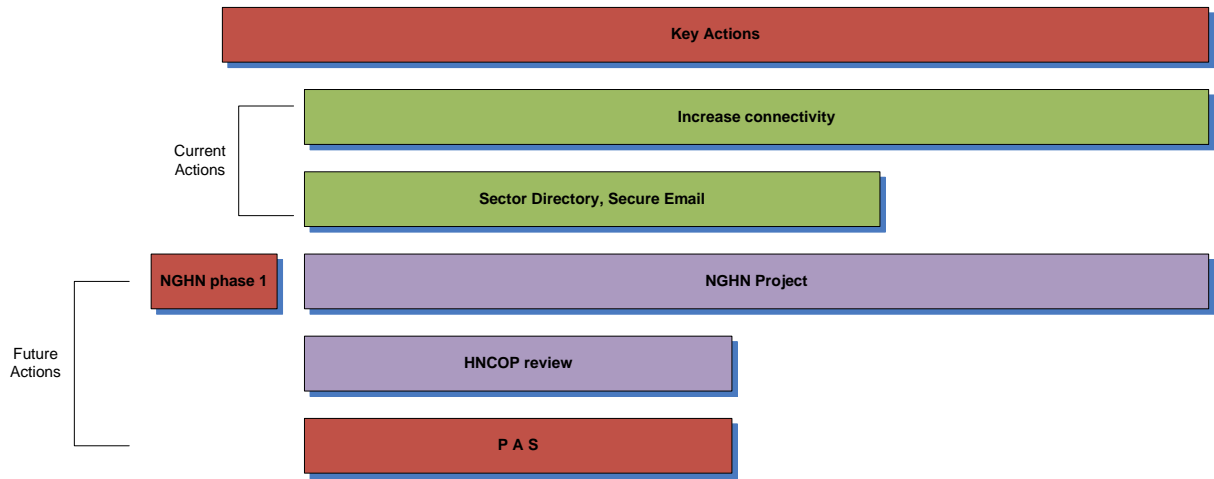 Key Actions
Increase connectivity
Current
Actions
Sector Directory, Secure Email
NGHN phase 1
NGHN Project
Future
Actions
HNCOP review
P A S